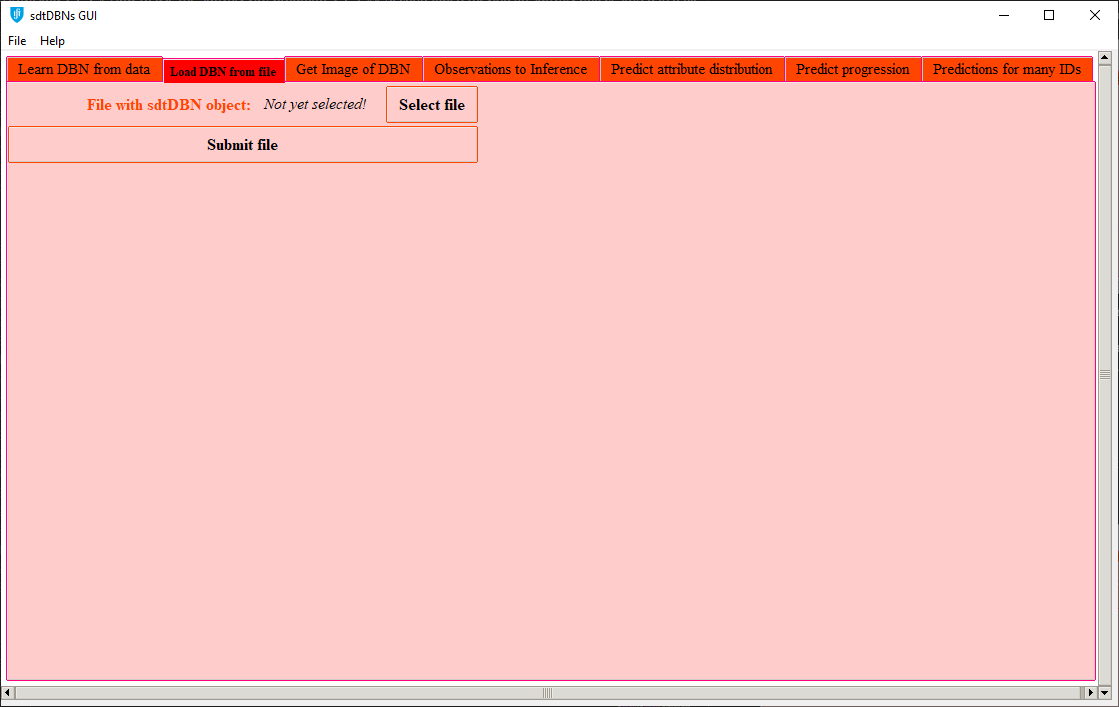 sdtDBNs GUI
File Help
Learn DBN from data Load DBN from file Get Image of DBN Observations to Inference Predict attribute distribution Predict progression Predictions for many IDs
File with sdtDBN object: Not yet selected! Select file
Submit file